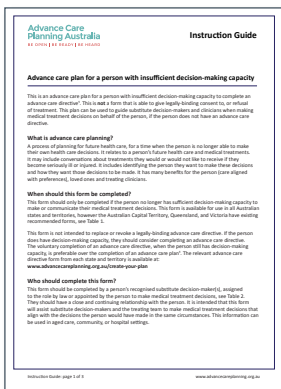 Advance Care
Planning Australia
BE OPEN | BE READY | BE HEARD
Instruction Guide
Advance care plan for a person with insufficient decision-making capacity
This is an advance care plan for a person with insufficient decision-making capacity to complete an
advance care directive¹. This is not a form that is able to give legally-binding consent to, or refusal
of treatment. This plan can be used to guide substitute decision-makers and clinicians when making
medical treatment decisions on behalf of the person, if the person does not have an advance care
directive.
What is advance care planning?
A process of planning for future health care, for a time when the person is no longer able to make
their own health care decisions. It relates to a person's future health care and medical treatments.
It may include conversations about treatments they would or would not like to receive if they
become seriously ill or injured. It includes identifying the person they want to make these decisions
and how they want those decisions to be made. It has many benefits for the person (care aligned
with preferences), loved ones and treating clinicians.
When should this form be completed?
This form should only be completed if the person no longer has sufficient decision-making capacity to
make or communicate their medical treatment decisions. This form is available for use in all Australian
states and territories, however the Australian Capital Territory, Queensland, and Victoria have existing
recommended forms, see Table 1.
This form is not intended to replace or revoke a legally-binding advance care directive. If the person
does have decision-making capacity, they should consider completing an advance care directive.
The voluntary completion of an advance care directive, when the person still has decision-making
capacity, is preferable over the completion of an advance care plan². The relevant advance care
directive form from each state and territory is available at:
www.advancecareplanning.org.au/create-your-plan
Who should complete this form?
This form should be completed by a person's recognised substitute decision-maker(s), assigned
to the role by law or appointed by the person to make medical treatment decisions, see Table 2.
They should have a close and continuing relationship with the person. It is intended that this form
will assist substitute decision-makers and the treating team to make medical treatment decisions that
align with the decisions the person would have made in the same circumstances. This information can
be used in aged care, community, or hospital settings.
Instruction Guide: page 1 of 3
www.advancecareplanning.org.au